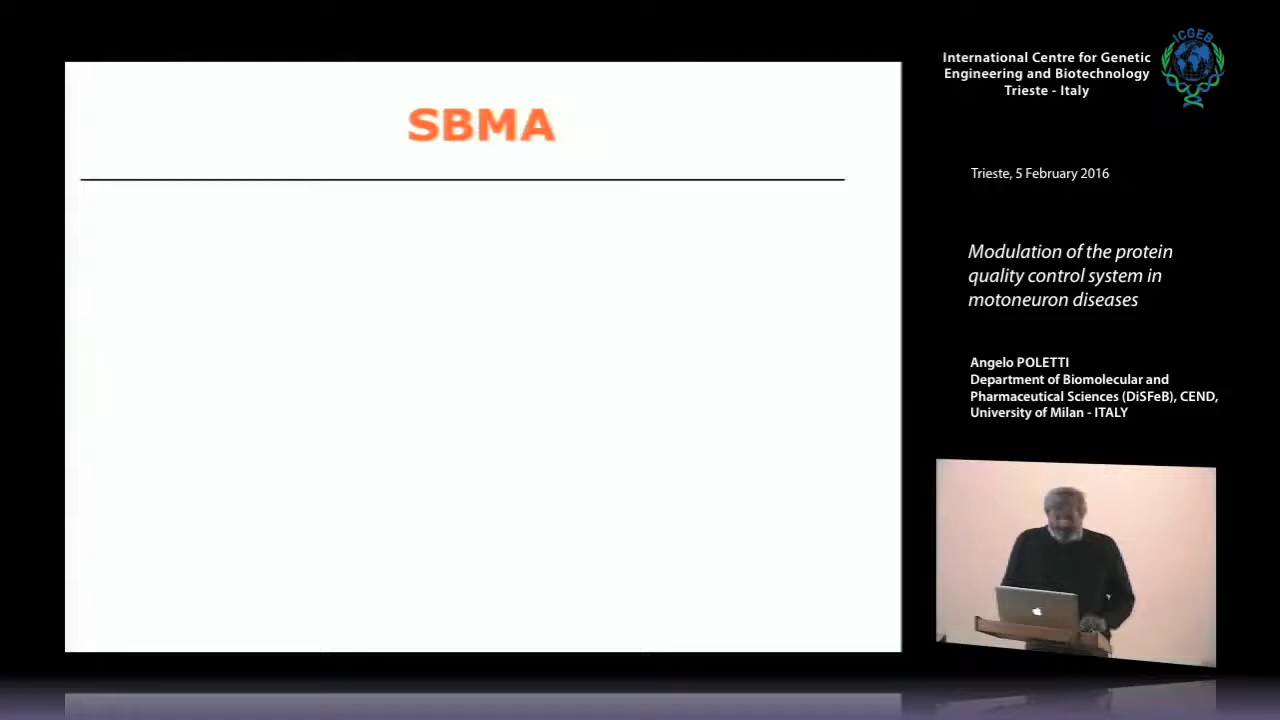 SBMA
International Centre for Genetic
Engineering and Biotechnology
Trieste - Italy
ICGEB
Trieste, 5 February 2016
Modulation of the protein
quality control system in
motoneuron diseases
Angelo POLETTI
Department of Biomolecular and
Pharmaceutical Sciences (DiSFeB), CEND,
University of Milan - ITALY